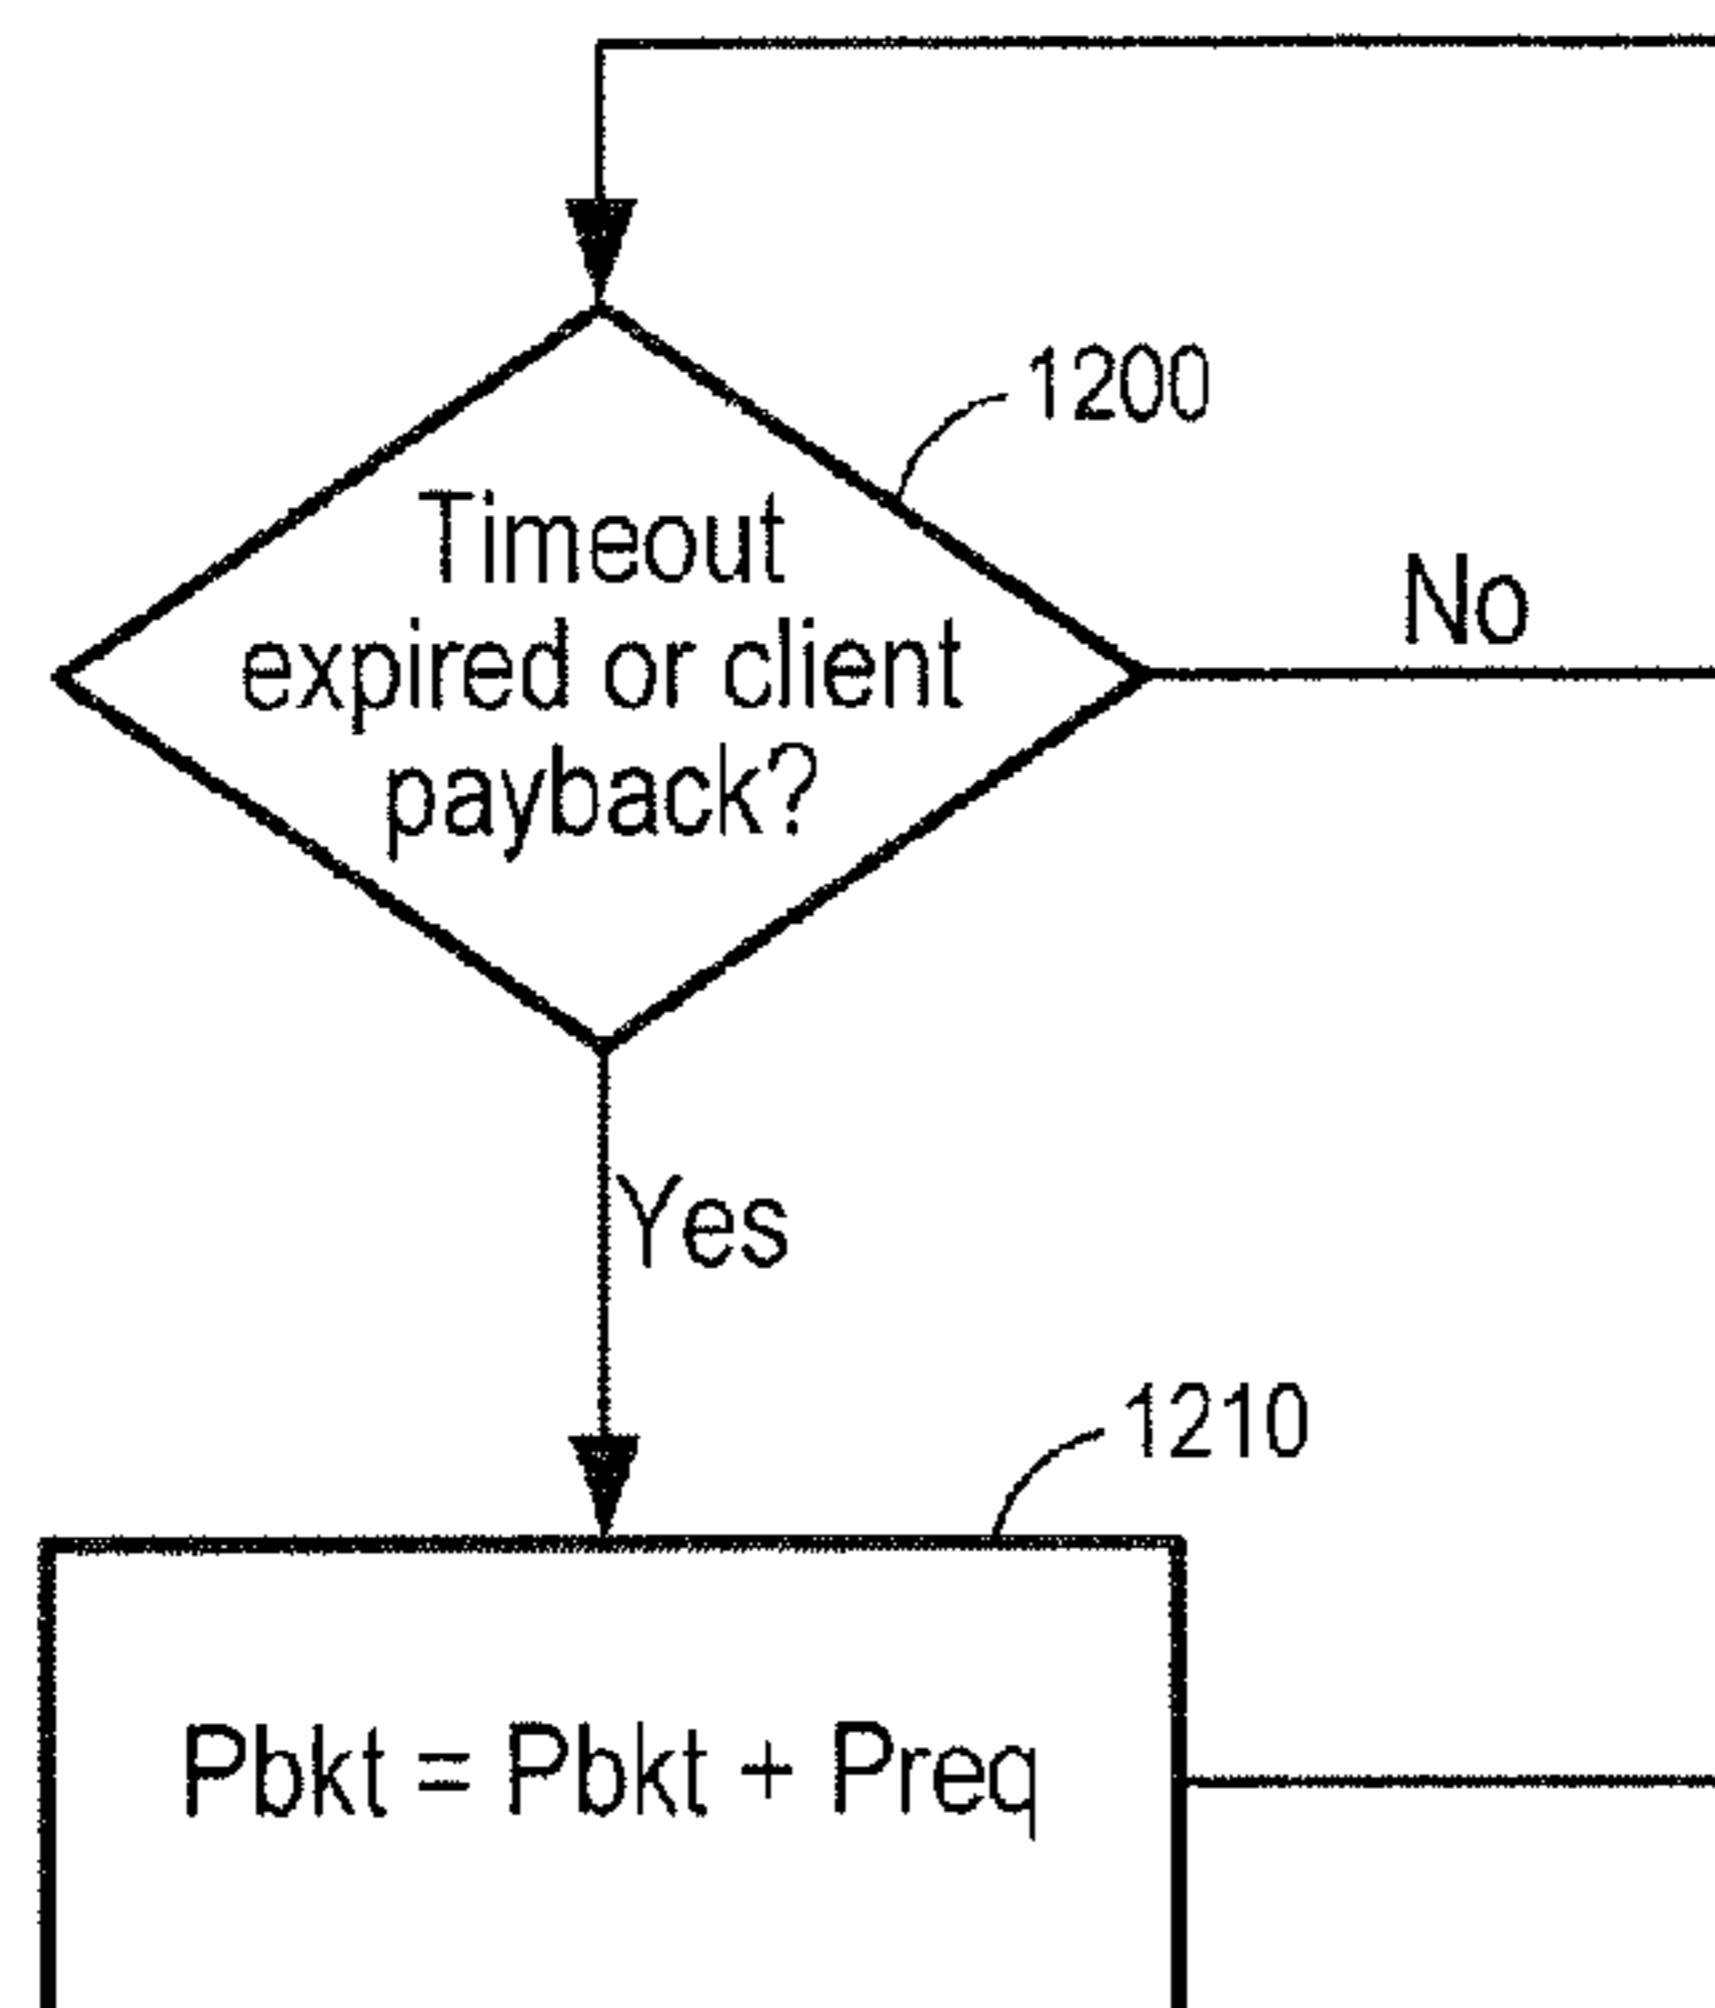 1200
Timeout
expired or client
payback?
No
Yes
1210
Pbkt = Pbkt + Preq